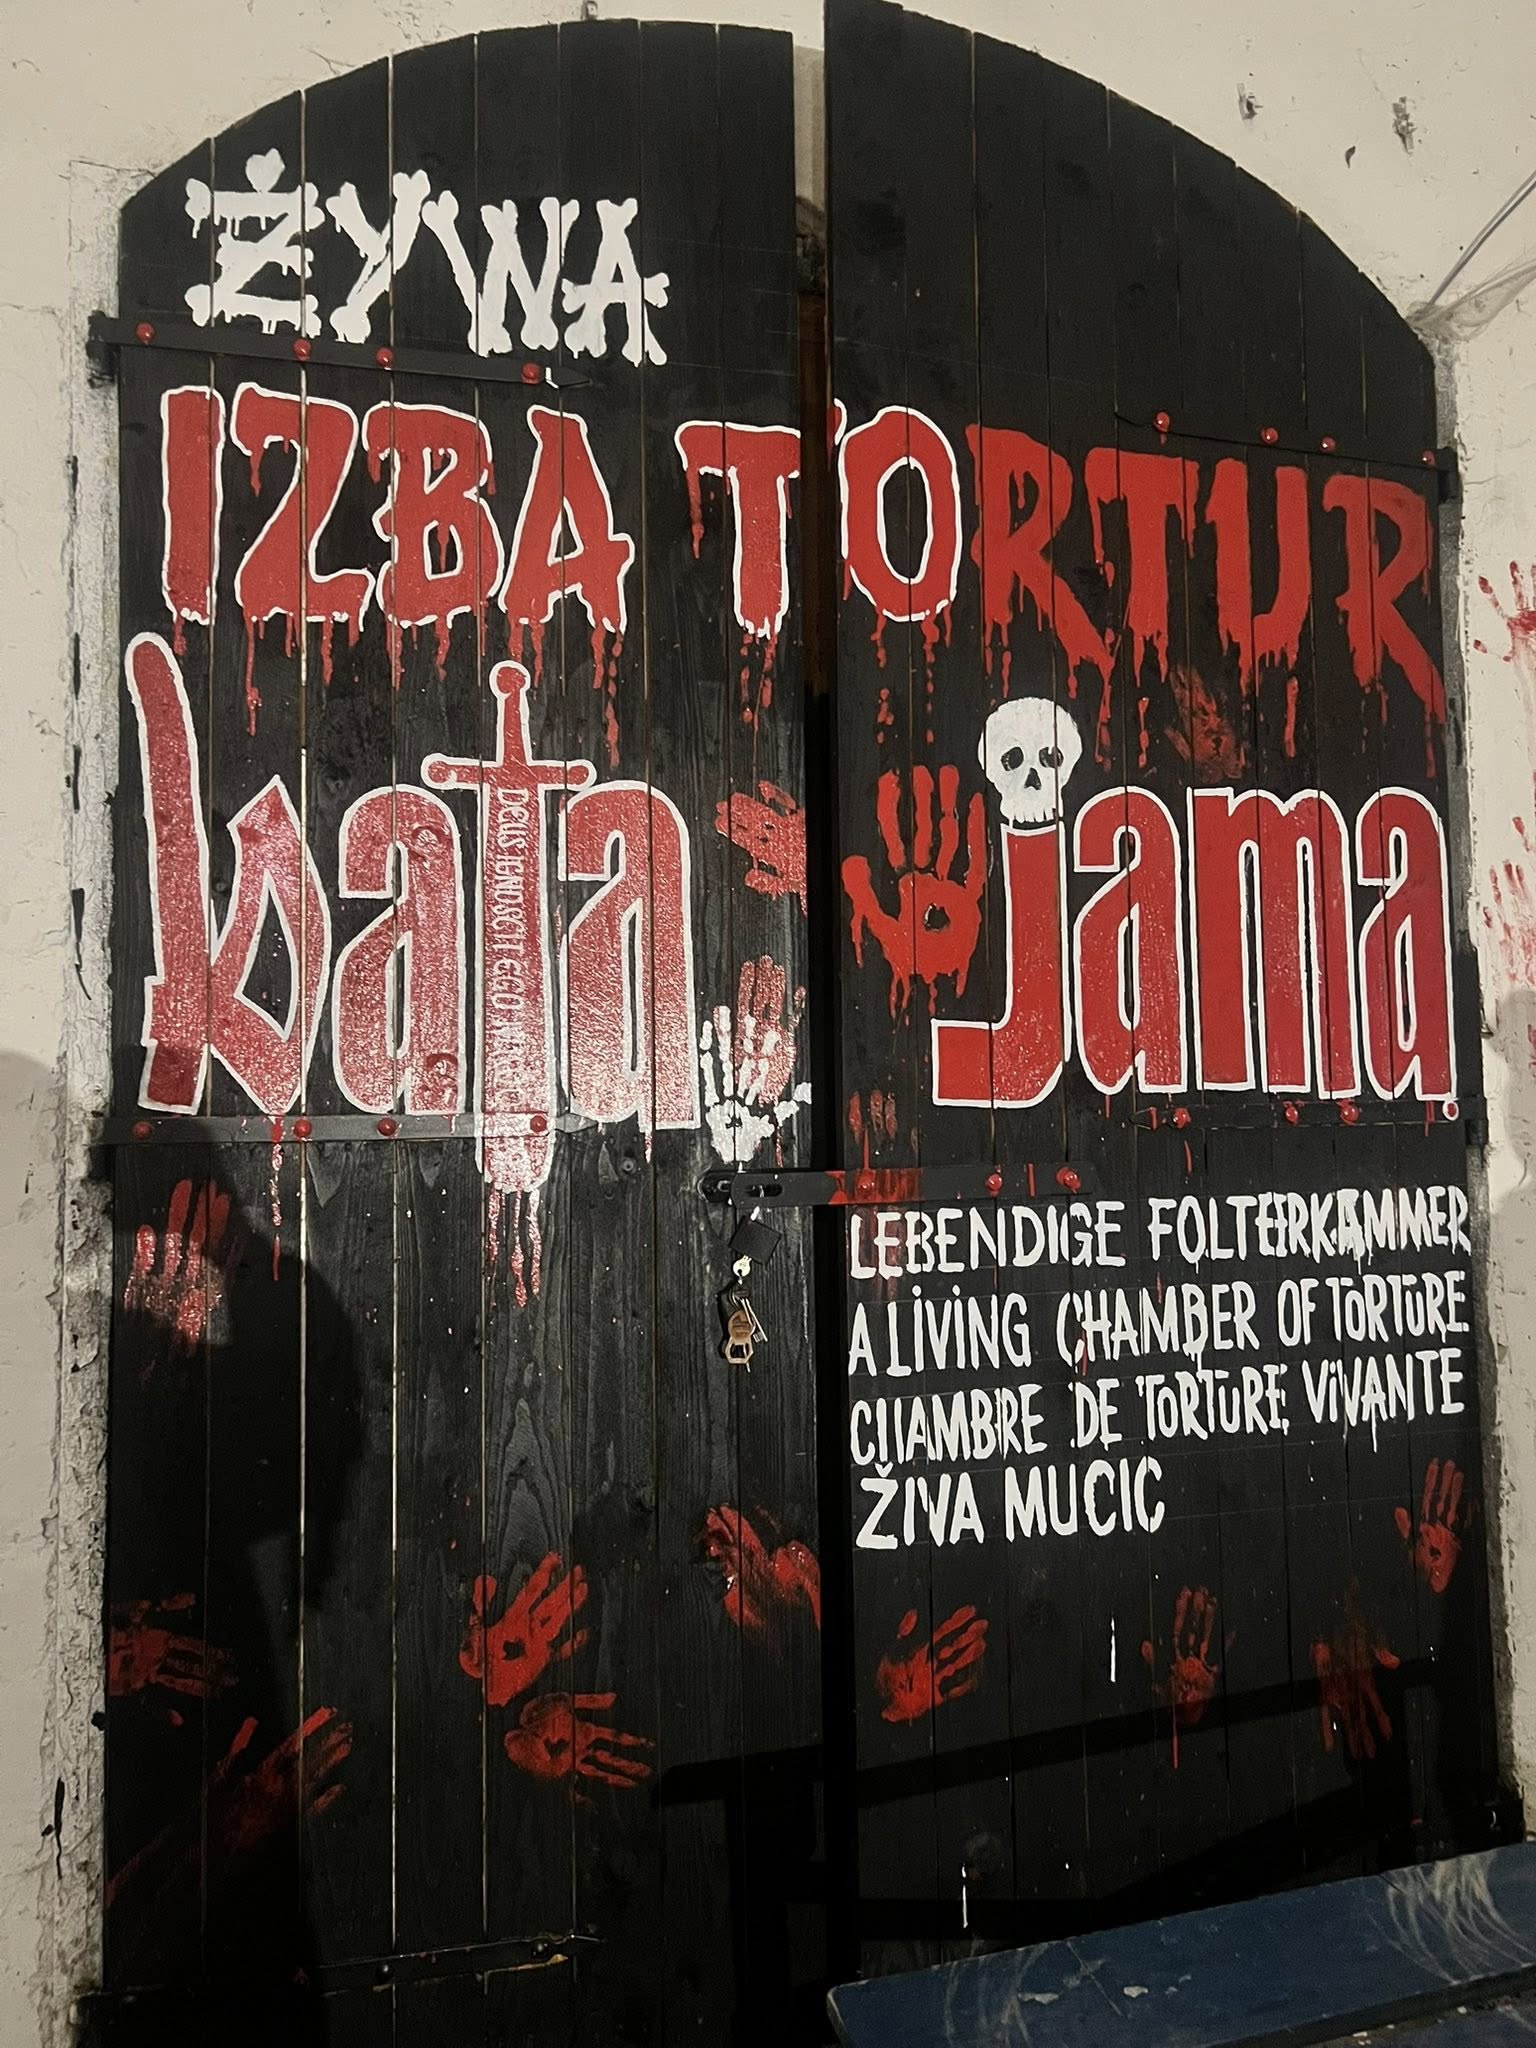 ŻYWA
IZBA TORTUR
kata jama
LEBENDIGE FOLTERKAMMER
A LIVING CHAMBER OF TORTURE
CHAMBRE DE TORTURE VIVANTE
ŽIVA MUCIC